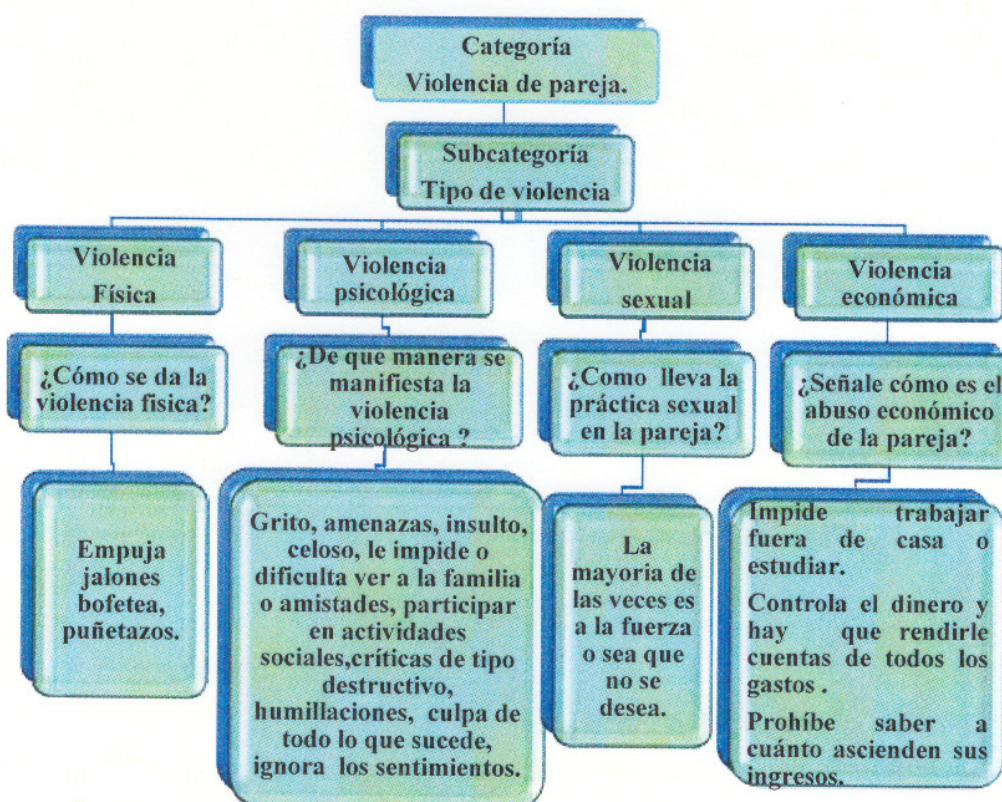 Categoría
Violencia de pareja.
Subcategoría
Tipo de violencia
Violencia
Física
Violencia
psicológica
Violencia
sexual
Violencia
económica
¿Cómo se da la
violencia fisica?
¿De que manera se
manifiesta la
violencia
psicológica ?
¿Como lleva la
práctica sexual
en la pareja?
¿Señale cómo es el
abuso económico
de la pareja?
Empuja
jalones
bofetea,
puñetazos.
Grito, amenazas, insulto,
celoso, le impide o
dificulta ver a la familia
o amistades, participar
en actividades
sociales,críticas de tipo
destructivo,
humillaciones, culpa de
todo lo que sucede,
ignora los sentimientos.
La
mayoria de
las veces es
a la fuerza
o sea que
no se
desea.
Impide trabajar
fuera de casa o
estudiar.
Controla el dinero y
hay que rendirle
cuentas de todos los
gastos .
Prohíbe saber a
cuánto ascienden sus
ingresos.